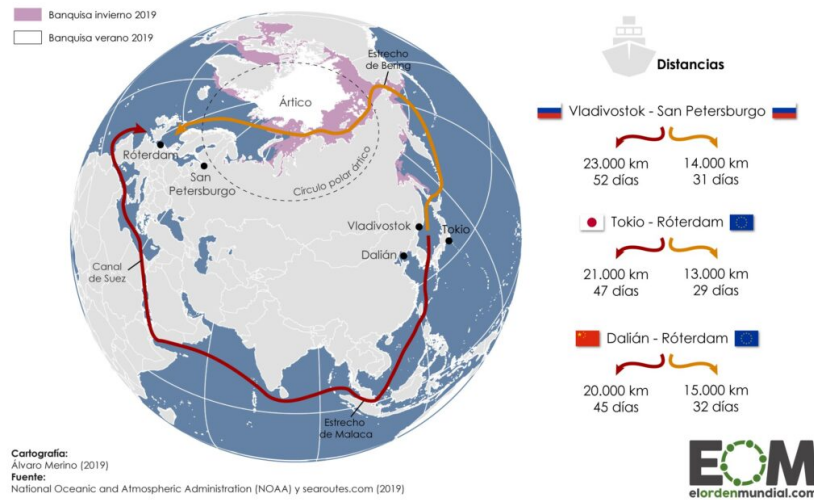 Banquisa invierno 2019
Banquisa verano 2019
Estrecho
de Bering
Ártico
Círculo polar ártico
Róterdam
San
Petersburgo
Vladivostok
Tokio
Dalián
Canal
de Suez
Estrecho
de Malaca
Distancias
Vladivostok - San Petersburgo
23.000 km 14.000 km
52 días 31 días
Tokio - Róterdam
21.000 km 13.000 km
47 días 29 días
Dalián - Róterdam
20.000 km 15.000 km
45 días 32 días
Cartografía:
Álvaro Merino (2019)
Fuente:
National Oceanic and Atmospheric Administration (NOAA) y searoutes.com (2019)
EOM
elordenmundial.com